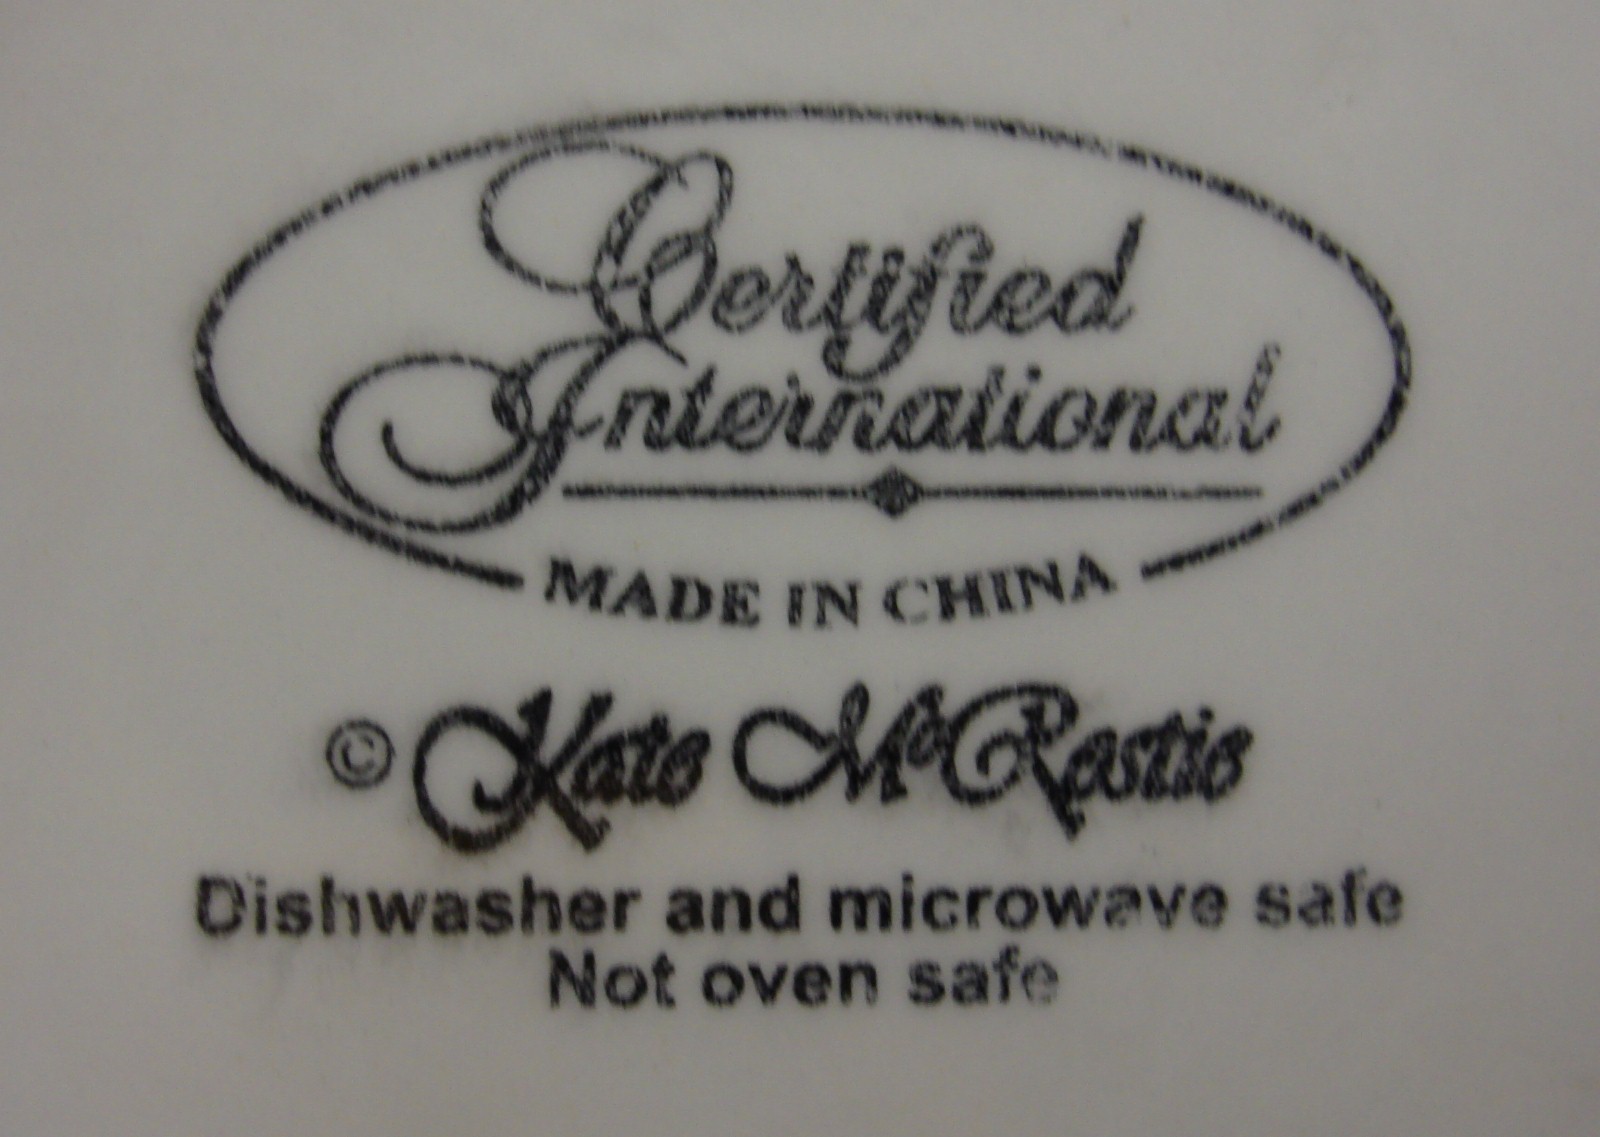 Certified
International
MADE IN CHINA
© Kate McRostie
Dishwasher and microwave safe
Not oven safe